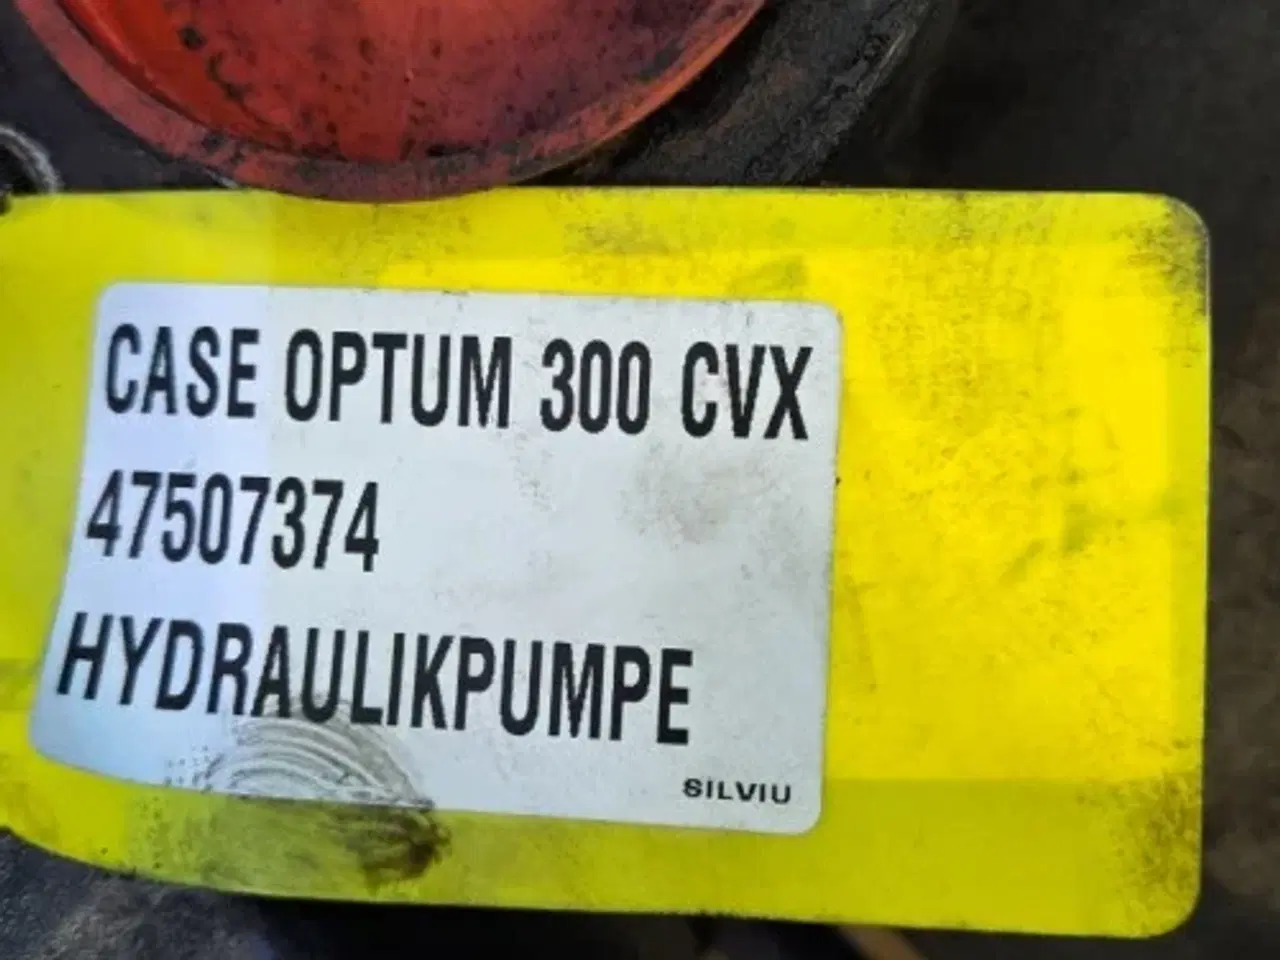 CASE OPTUM 300 CVX
47507374
HYDRAULIKPUMPE
SILVIU